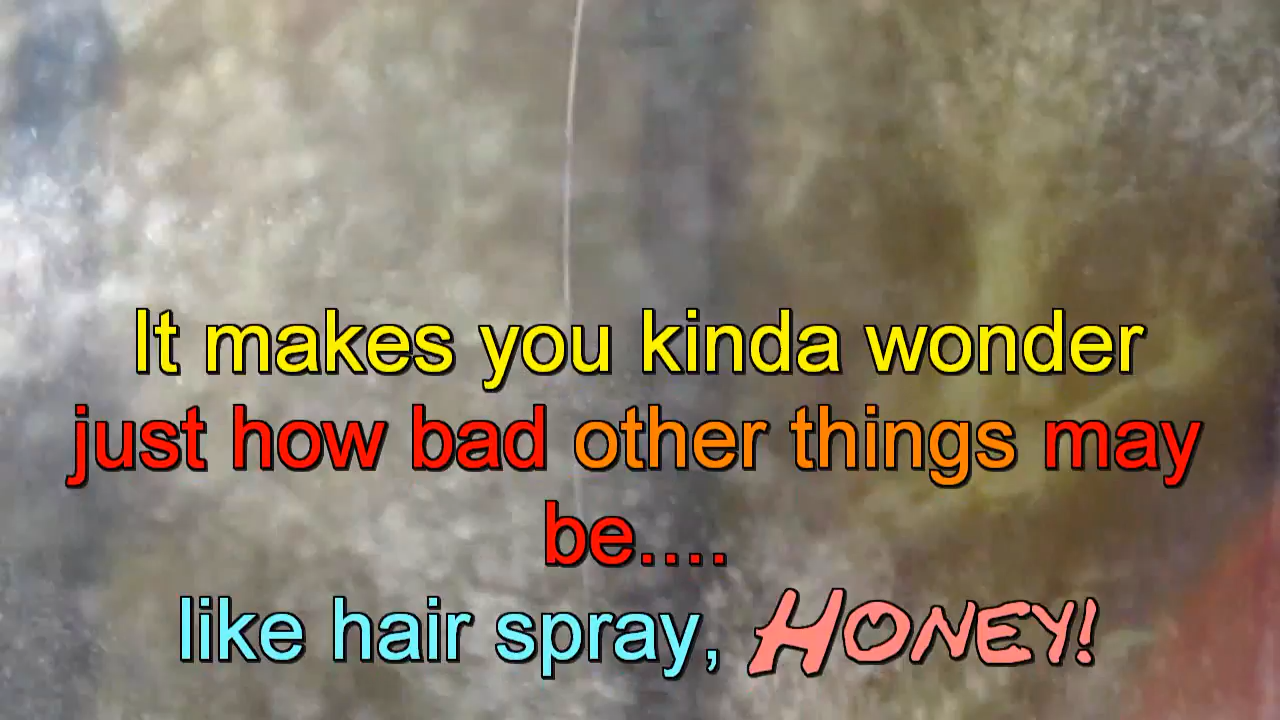 It makes you kinda wonder
just how bad other things may
be....
like hair spray, HONEY!